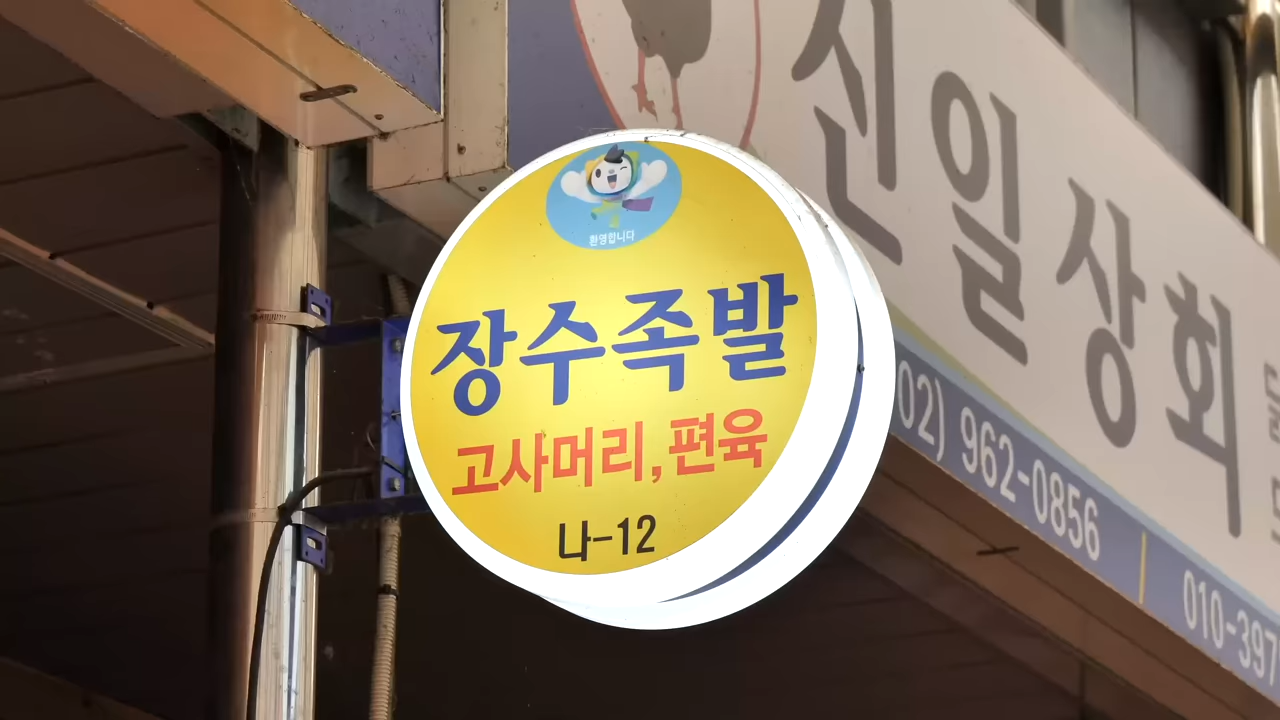 환영합니다
장수족발
고사머리,편육
나-12
신일상회
02) 962-0856
010-397